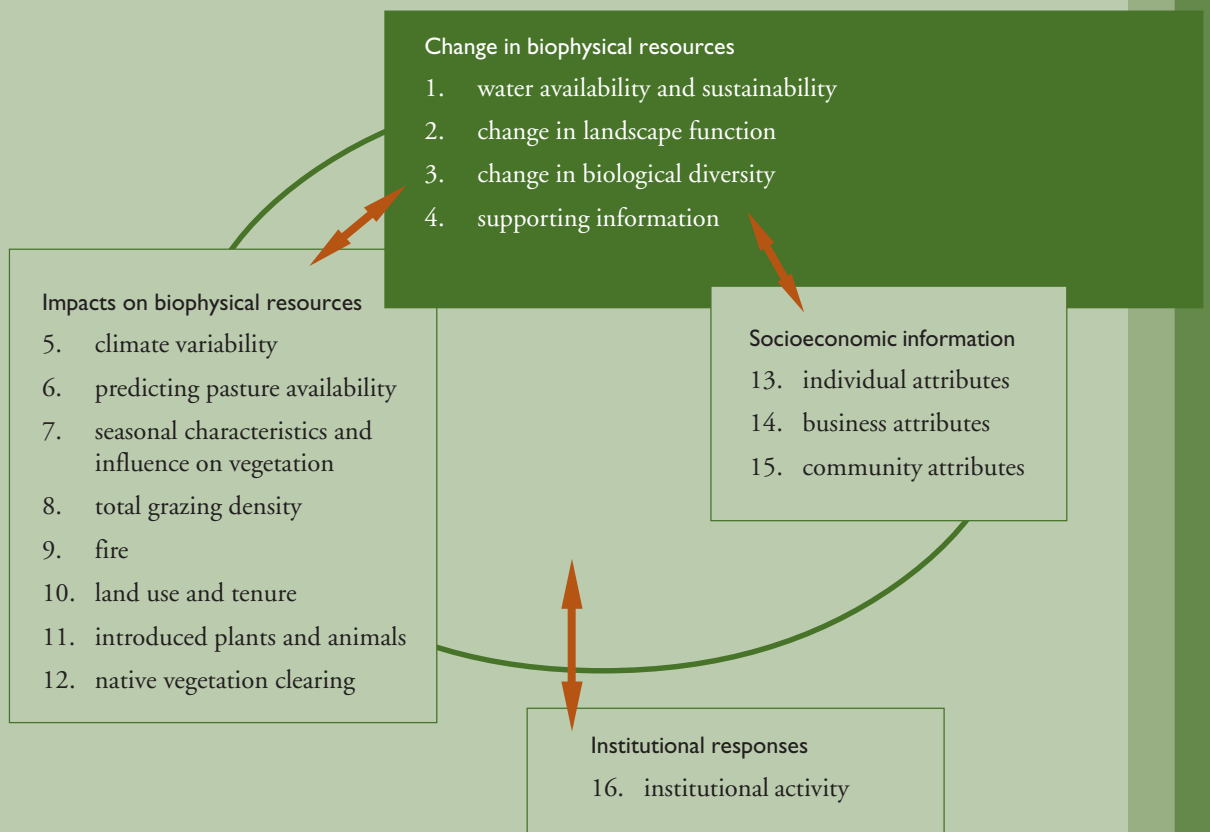 Change in biophysical resources
1. water availability and sustainability
2. change in landscape function
3. change in biological diversity
4. supporting information
Impacts on biophysical resources
5. climate variability
6. predicting pasture availability
7. seasonal characteristics and
influence on vegetation
8. total grazing density
9. fire
10. land use and tenure
11. introduced plants and animals
12. native vegetation clearing
Socioeconomic information
13. individual attributes
14. business attributes
15. community attributes
Institutional responses
16. institutional activity